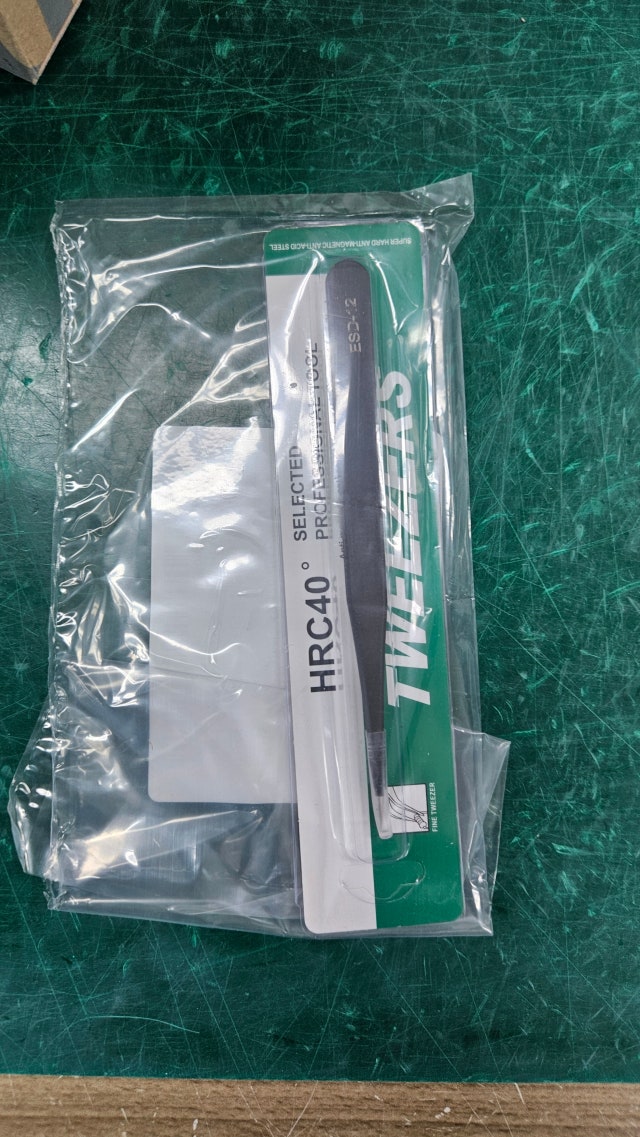 SUPER HARD ANTI-MAGNETIC ANTI-ACID STEEL
ESD-12
HRC40°
SELECTED
PROFESSIONAL TOOL
TWEEZERS
FINE TWEEZER